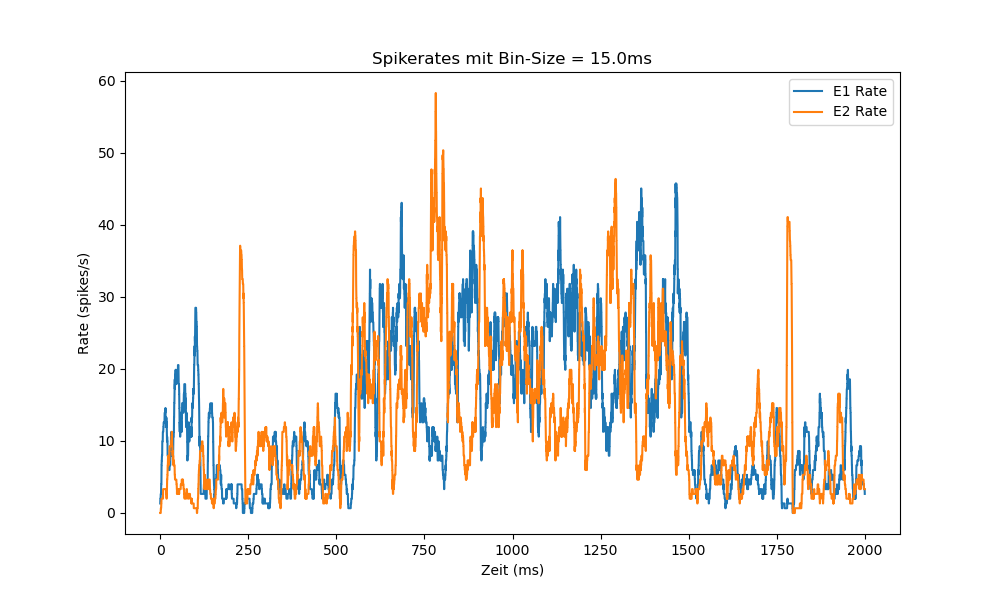 Spikerates mit Bin-Size = 15.0ms
E1 Rate
E2 Rate
Rate (spikes/s)
60
50
40
30
20
10
0
0 250 500 750 1000 1250 1500 1750 2000
Zeit (ms)